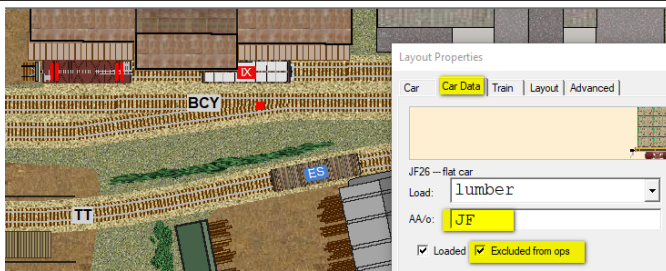 IX
BCY
ES
TT
Layout Properties
Car Car Data Train Layout Advanced
JF26 --- flat car
Load: lumber
AA/o: JF
Loaded Excluded from ops